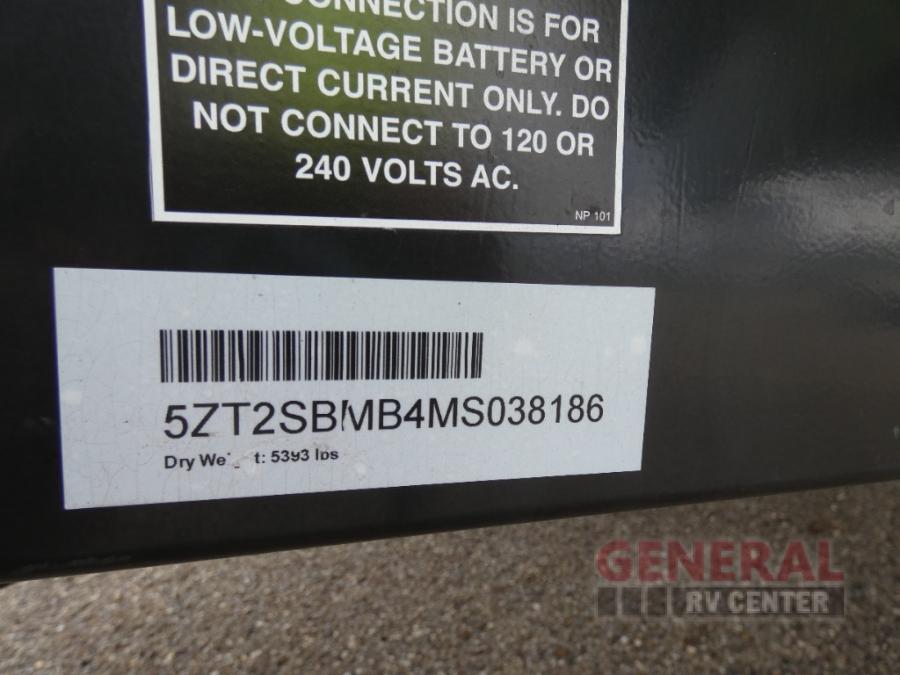 CONNECTION IS FOR
LOW-VOLTAGE BATTERY OR
DIRECT CURRENT ONLY. DO
NOT CONNECT TO 120 OR
240 VOLTS AC.
NP 101
5ZT2SBMB4MS038186
Dry 5393 lbs
GENERAL
RV CENTER